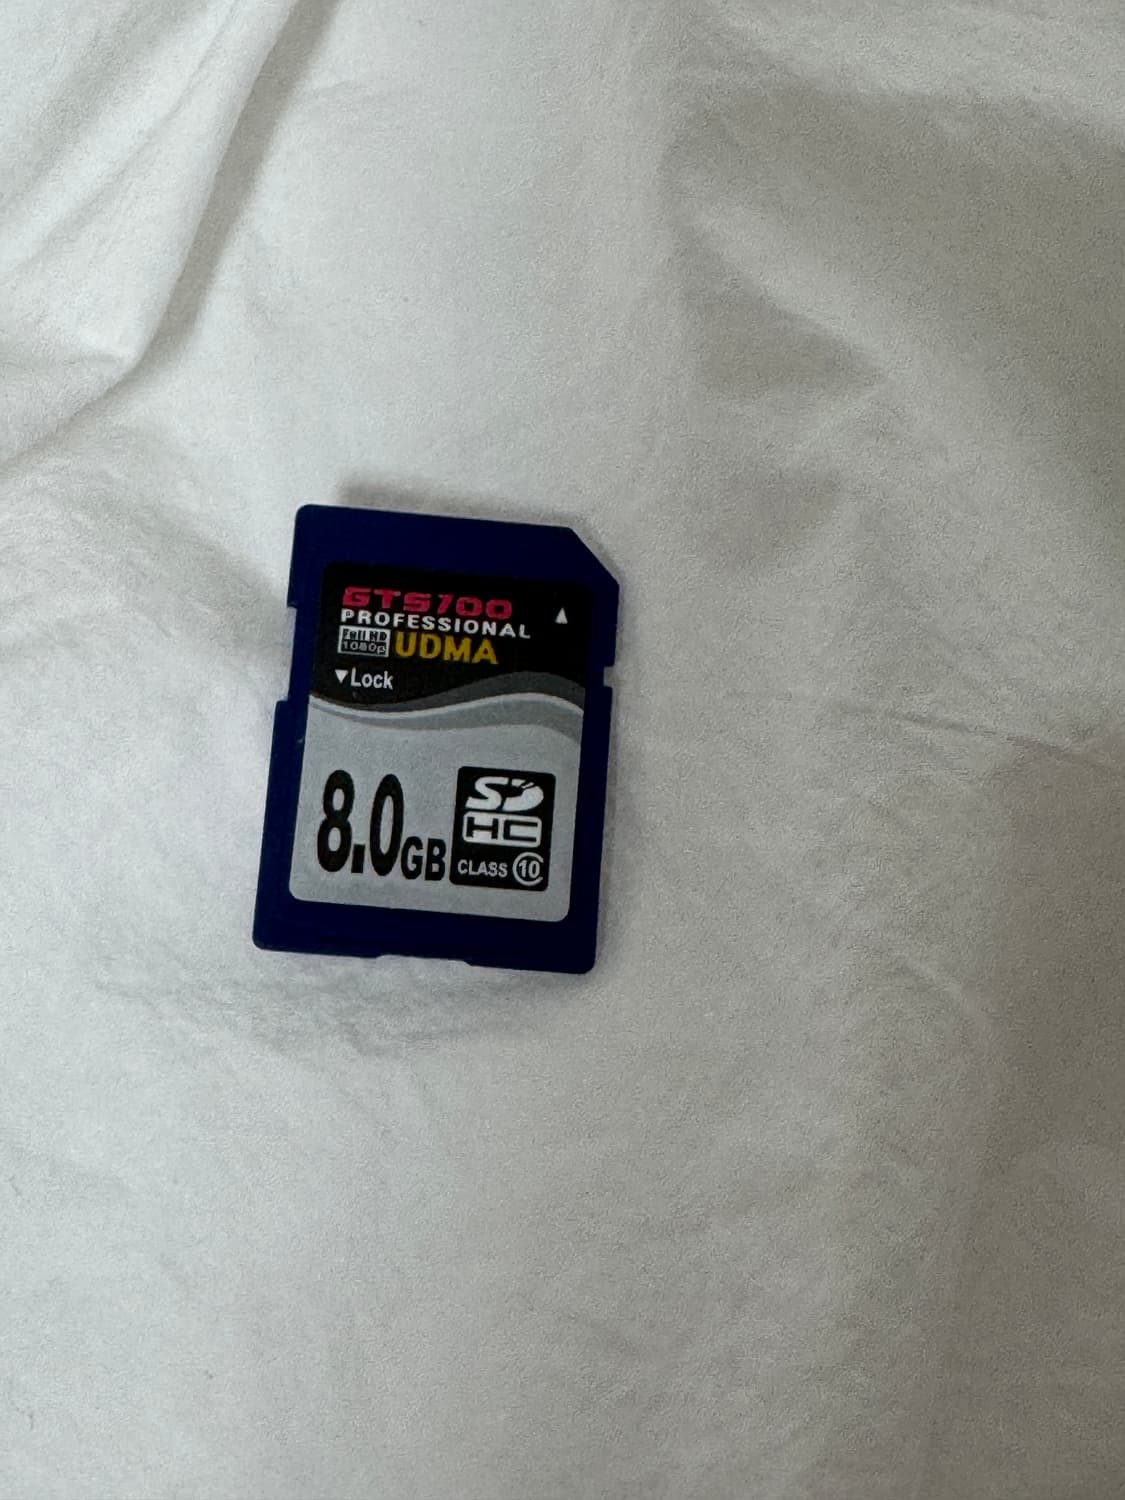 GTS700
PROFESSIONAL
Full HD
1080p
UDMA
▼Lock
8.0GB
SD
HC
CLASS 10